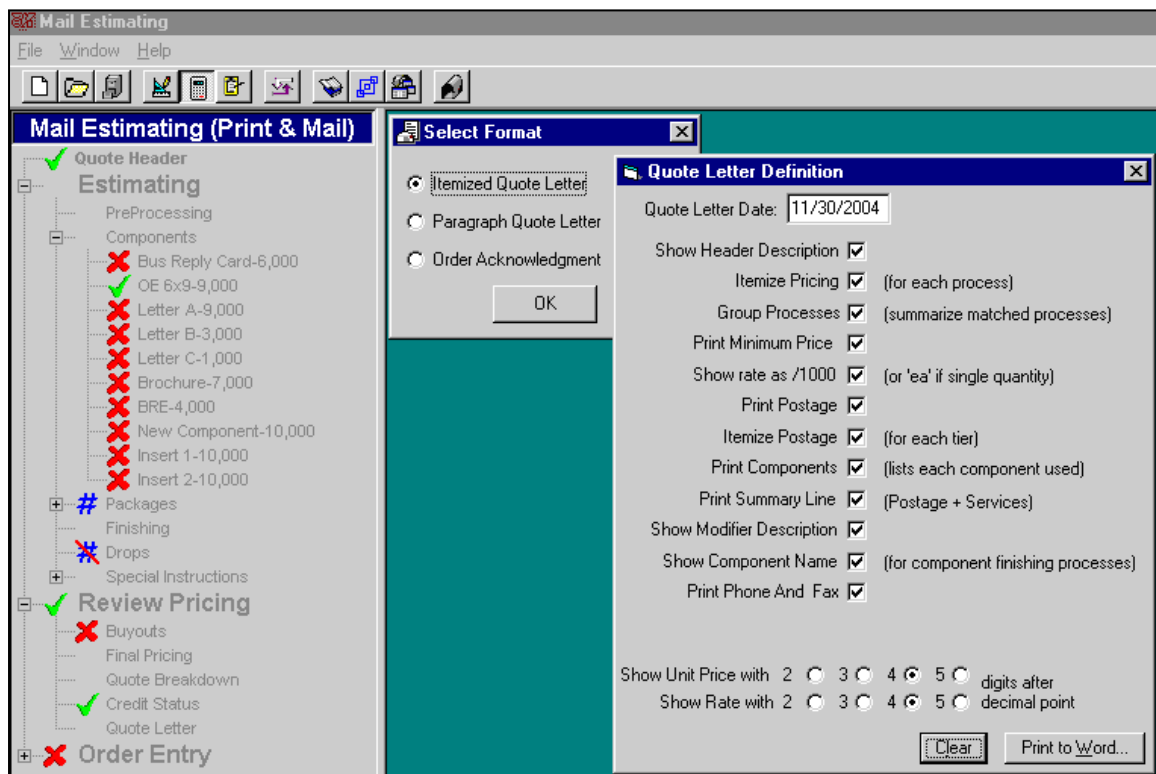 Mail Estimating
File Window Help
Mail Estimating (Print & Mail)
Quote Header
Estimating
PreProcessing
Components
Bus Reply Card-6,000
OE 6x9-9,000
Letter A-9,000
Letter B-3,000
Letter C-1,000
Brochure-7,000
BRE-4,000
New Component-10,000
Insert 1-10,000
Insert 2-10,000
# Packages
Finishing
# Drops
Special Instructions
Review Pricing
Buyouts
Final Pricing
Quote Breakdown
Credit Status
Quote Letter
Order Entry
Select Format
Itemized Quote Letter
Paragraph Quote Letter
Order Acknowledgment
OK
Quote Letter Definition
Quote Letter Date: 11/30/2004
Show Header Description
Itemize Pricing (for each process)
Group Processes (summarize matched processes)
Print Minimum Price
Show rate as /1000 (or 'ea' if single quantity)
Print Postage
Itemize Postage (for each tier)
Print Components (lists each component used)
Print Summary Line (Postage + Services)
Show Modifier Description
Show Component Name (for component finishing processes)
Print Phone And Fax
Show Unit Price with 2 3 4 5 digits after
Show Rate with 2 3 4 5 decimal point
Clear Print to Word...